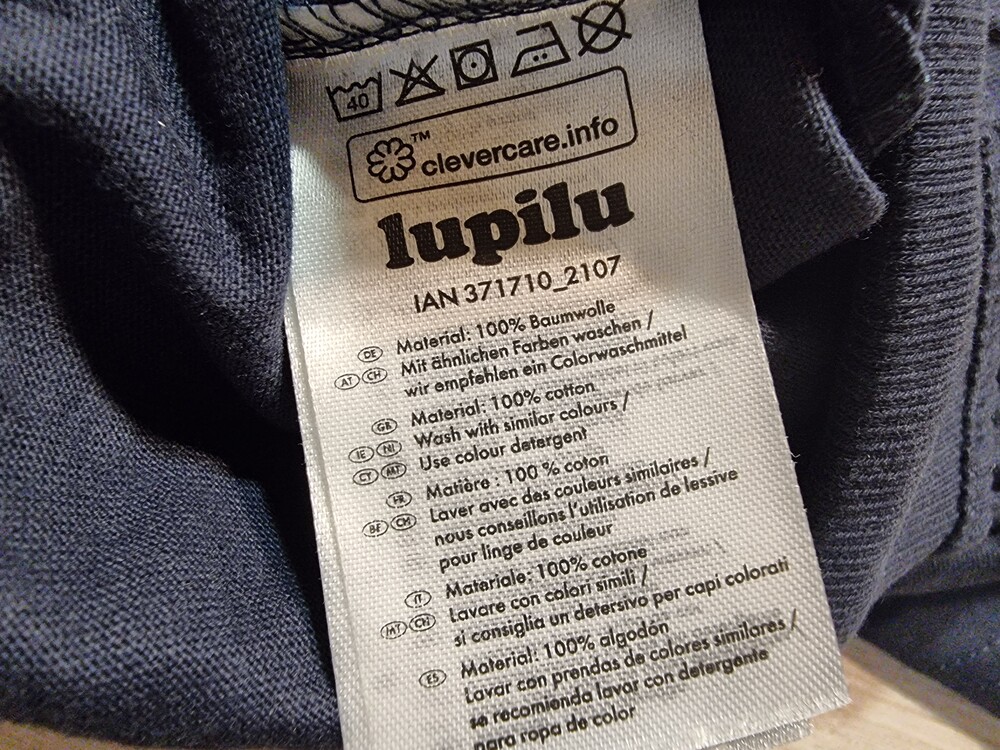 40
clevercare.info
TM
lupilu
IAN 371710_2107
DE Material: 100% Baumwolle
AT CH Mit ähnlichen Farben waschen /
wir empfehlen ein Colorwaschmittel
GB Material: 100% cotton
IE NI Wash with similar colours /
CY MT Use colour detergent
FR Matière : 100 % coton
BE CH Laver avec des couleurs similaires /
nous conseillons l'utilisation de lessive
pour linge de couleur
IT Materiale: 100% cotone
MT CH Lavare con colori simili /
si consiglia un detersivo per capi colorati
ES Material: 100% algodón
Lavar con prendas de colores similares /
se recomienda lavar con detergente
para ropa de color